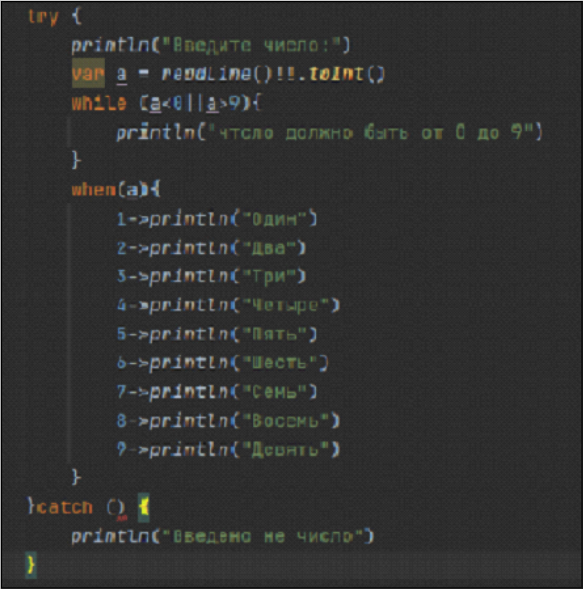 try {
println("Введите число:")
var a = readLine()!!.toInt()
while (a<0||a>9){
println("число должно быть от 0 до 9")
}
when(a){
1->println("Один")
2->println("Два")
3->println("Три")
4->println("Четыре")
5->println("Пять")
6->println("Шесть")
7->println("Семь")
8->println("Восемь")
9->println("Девять")
}
}catch () {
println("Введено не число")
}